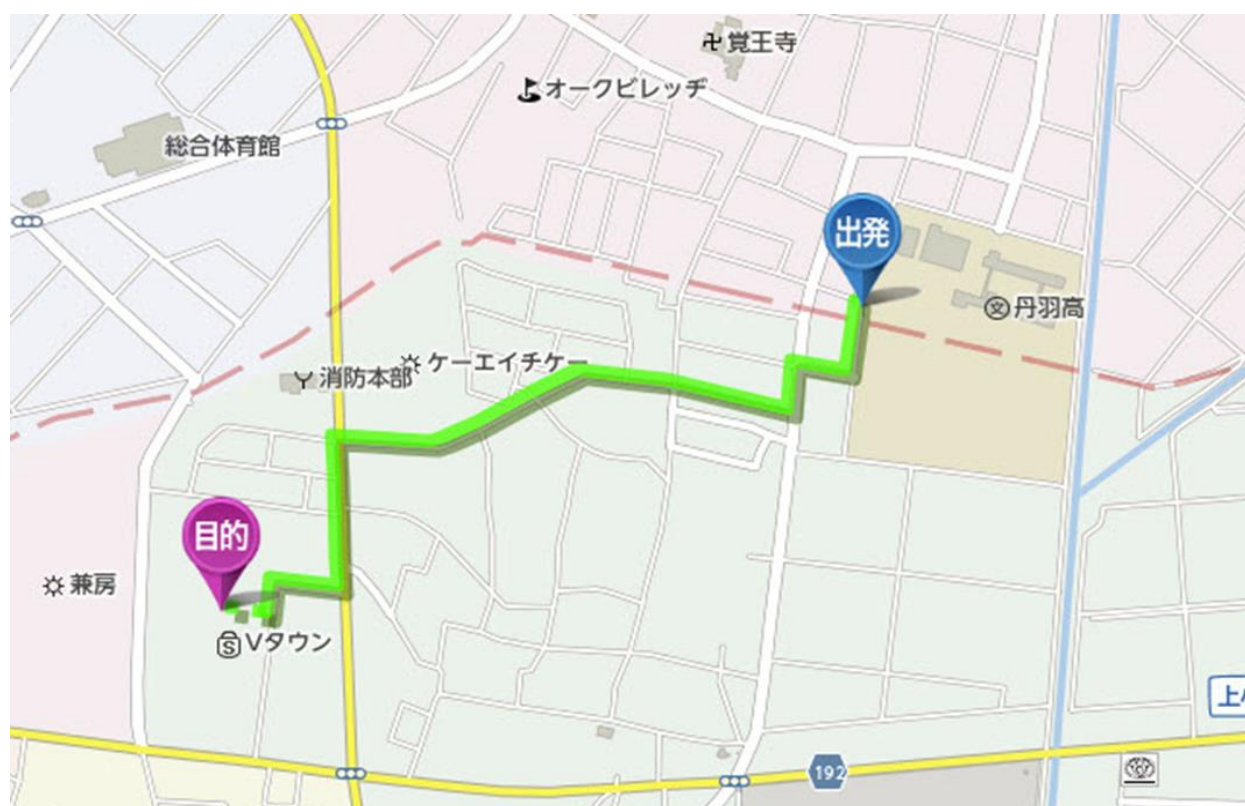 覚王寺
オークビレッヂ
総合体育館
出発
丹羽高
ケーエイチケー
消防本部
目的
兼房
Vタウン
S
文
192
上